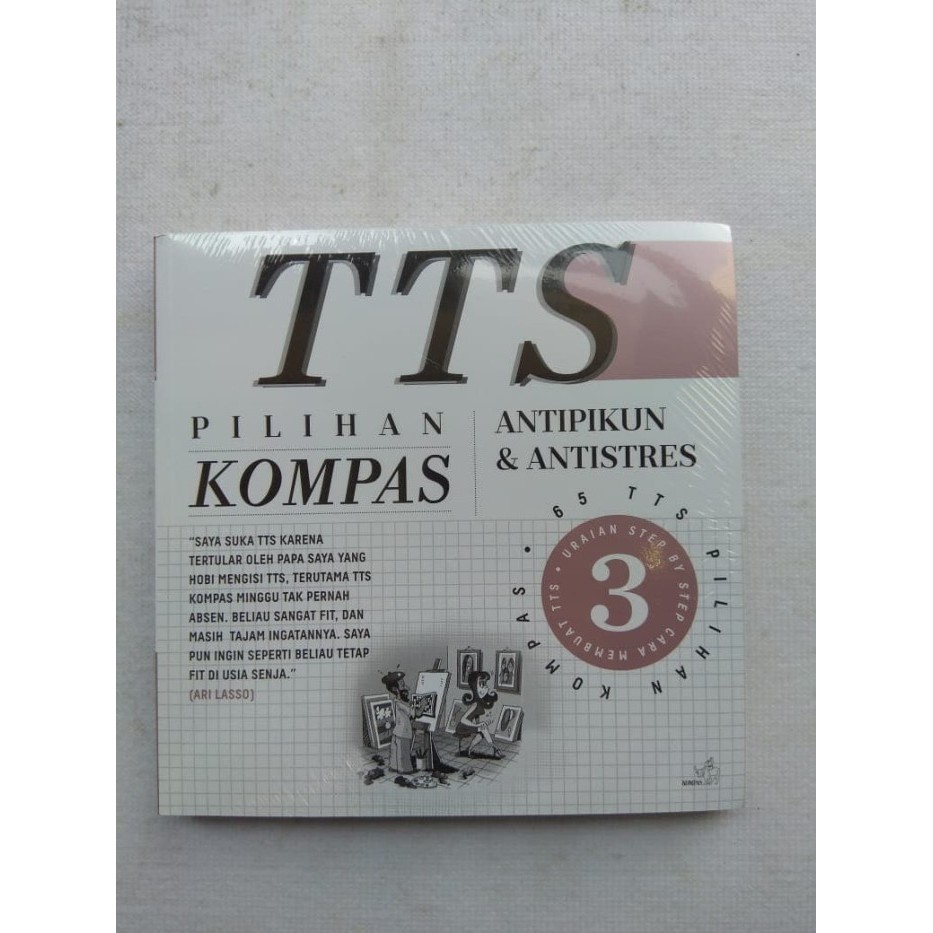 TTS
PILIHAN
KOMPAS
ANTIPIKUN
& ANTISTRES
"SAYA SUKA TTS KARENA
TERTULAR OLEH PAPA SAYA YANG
HOBI MENGISI TTS, TERUTAMA TTS
KOMPAS MINGGU TAK PERNAH
ABSEN. BELIAU SANGAT FIT, DAN
MASIH TAJAM INGATANNYA. SAYA
PUN INGIN SEPERTI BELIAU TETAP
FIT DI USIA SENJA."
(ARI LASSO)
65 TTS PILIHAN KOMPAS •
URAIAN STEP BY STEP CARA MEMBUAT TTS •
3
KOMPAS